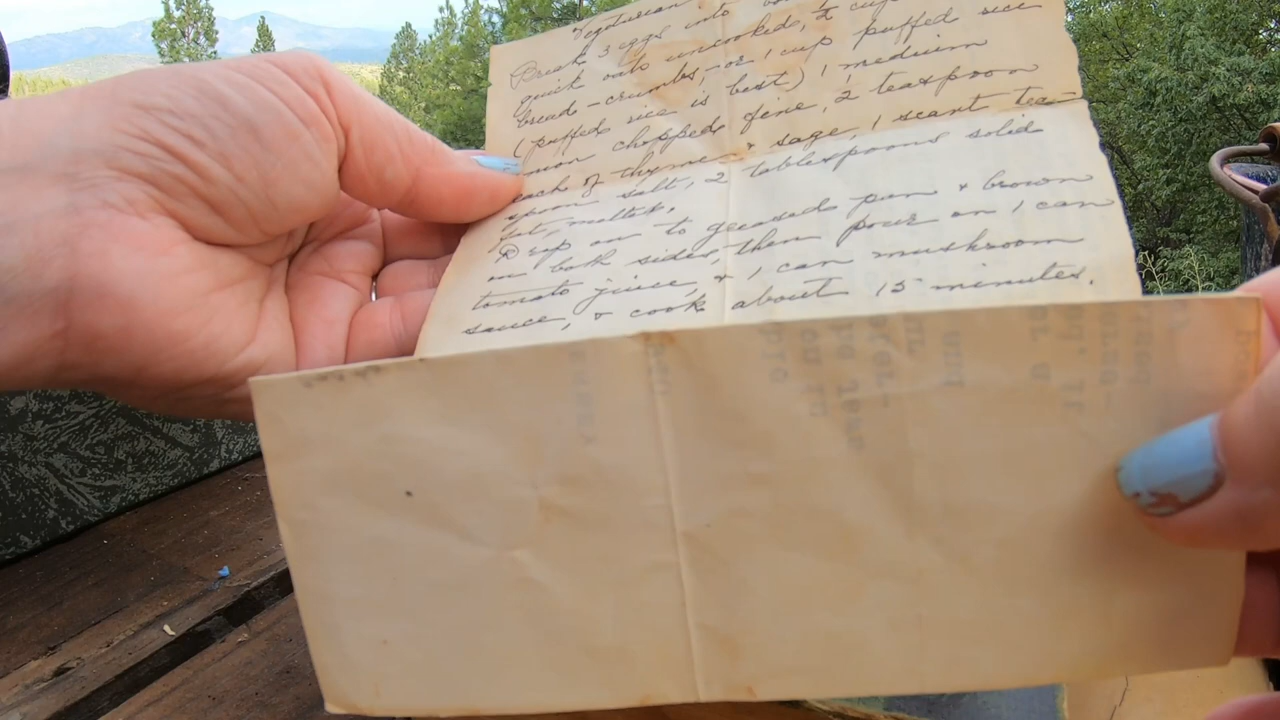 Vegetarian
Break 3 eggs into
quick oats uncooked, ½ cup
bread-crumbs, or 1 cup puffed rice
(puffed rice is best) 1 medium
chopped fine, ½ teaspoon
each of thyme & sage, 1 scant tea-
spoon salt, 2 tablespoons solid
fat, melted.
Drop on to greased pan & brown
on both sides, then pour on 1 can
tomato juice, & 1 can mushroom
sauce, & cook about 15 minutes.